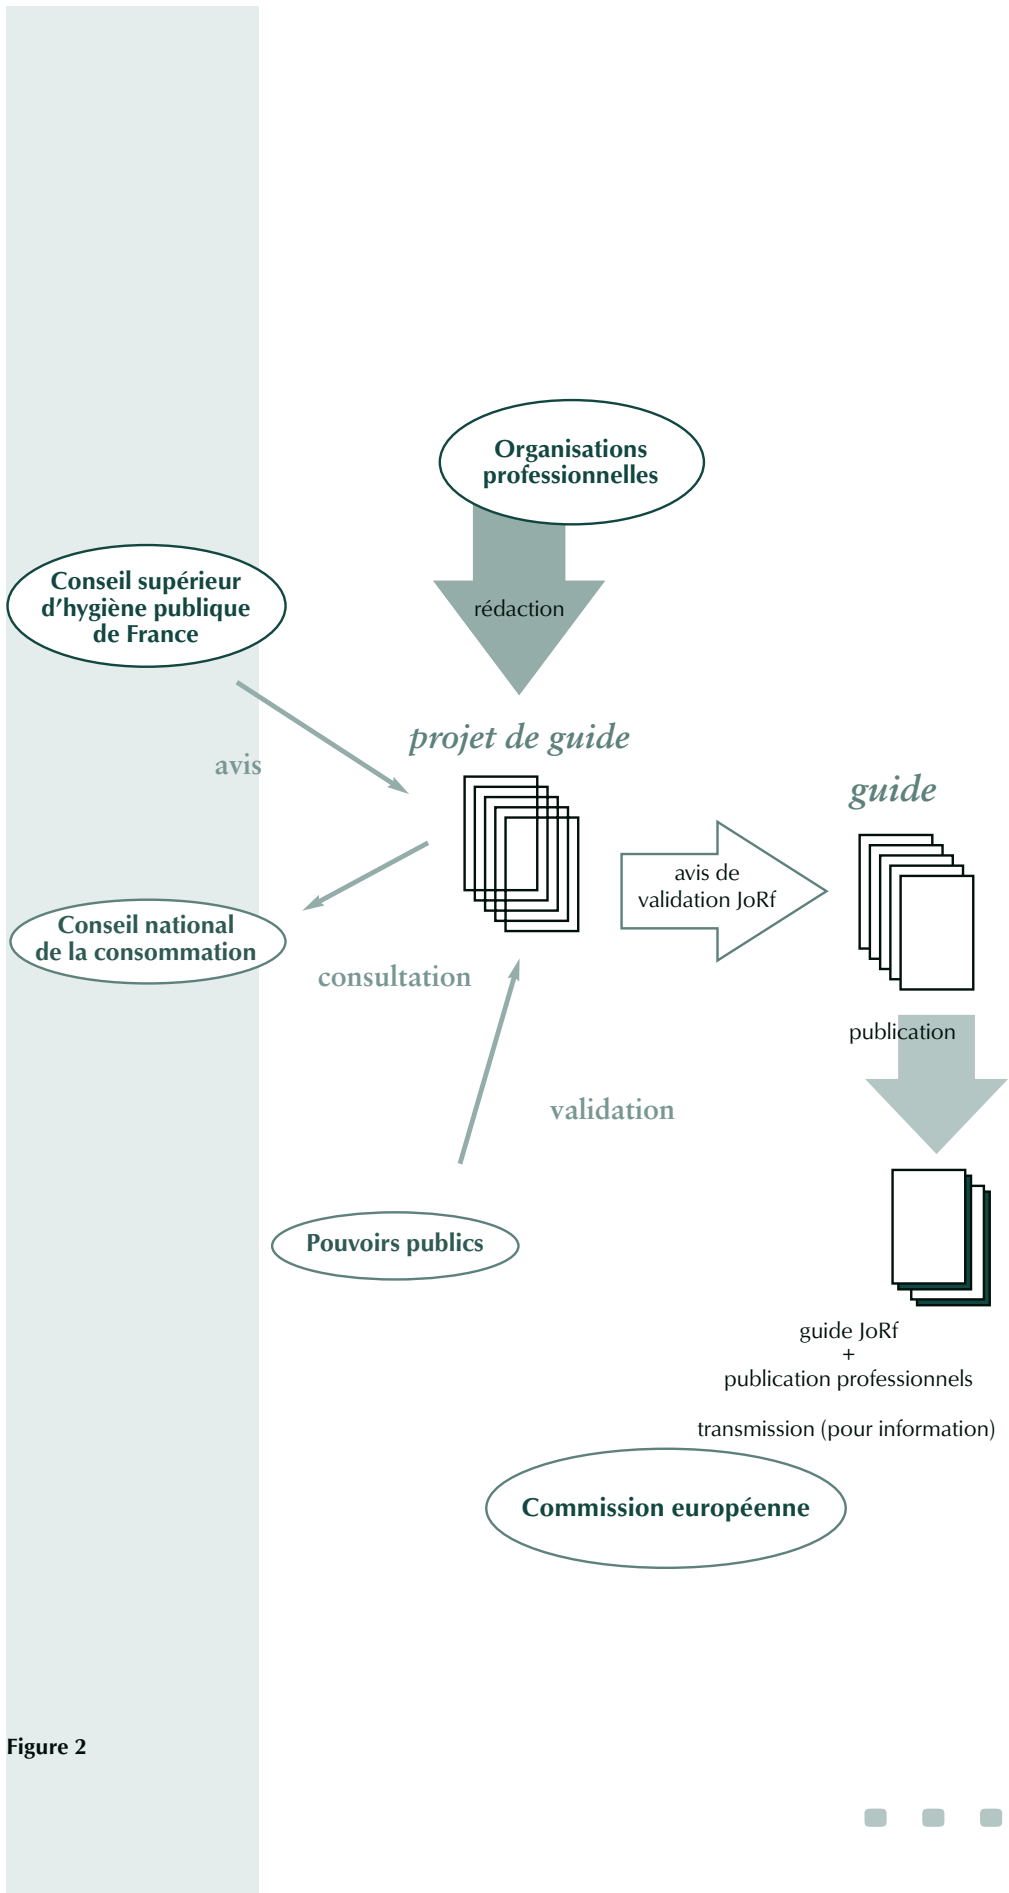 Organisations
professionnelles
Conseil supérieur
d'hygiène publique
de France
rédaction
projet de guide
avis
guide
avis de
validation JoRf
Conseil national
de la consommation
consultation
publication
validation
Pouvoirs publics
guide JoRf
+
publication professionnels
transmission (pour information)
Commission européenne
Figure 2